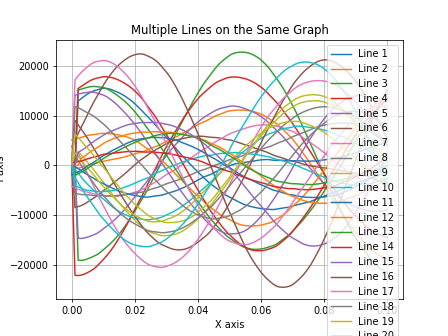 Multiple Lines on the Same Graph
20000
10000
0
−10000
−20000
0.00
0.02
0.04
0.06
X axis
Line 1
Line 2
Line 3
Line 4
Line 5
Line 6
Line 7
Line 8
Line 9
Line 10
Line 11
Line 12
Line 13
Line 14
Line 15
Line 16
Line 17
Line 18
Line 19
Line 20